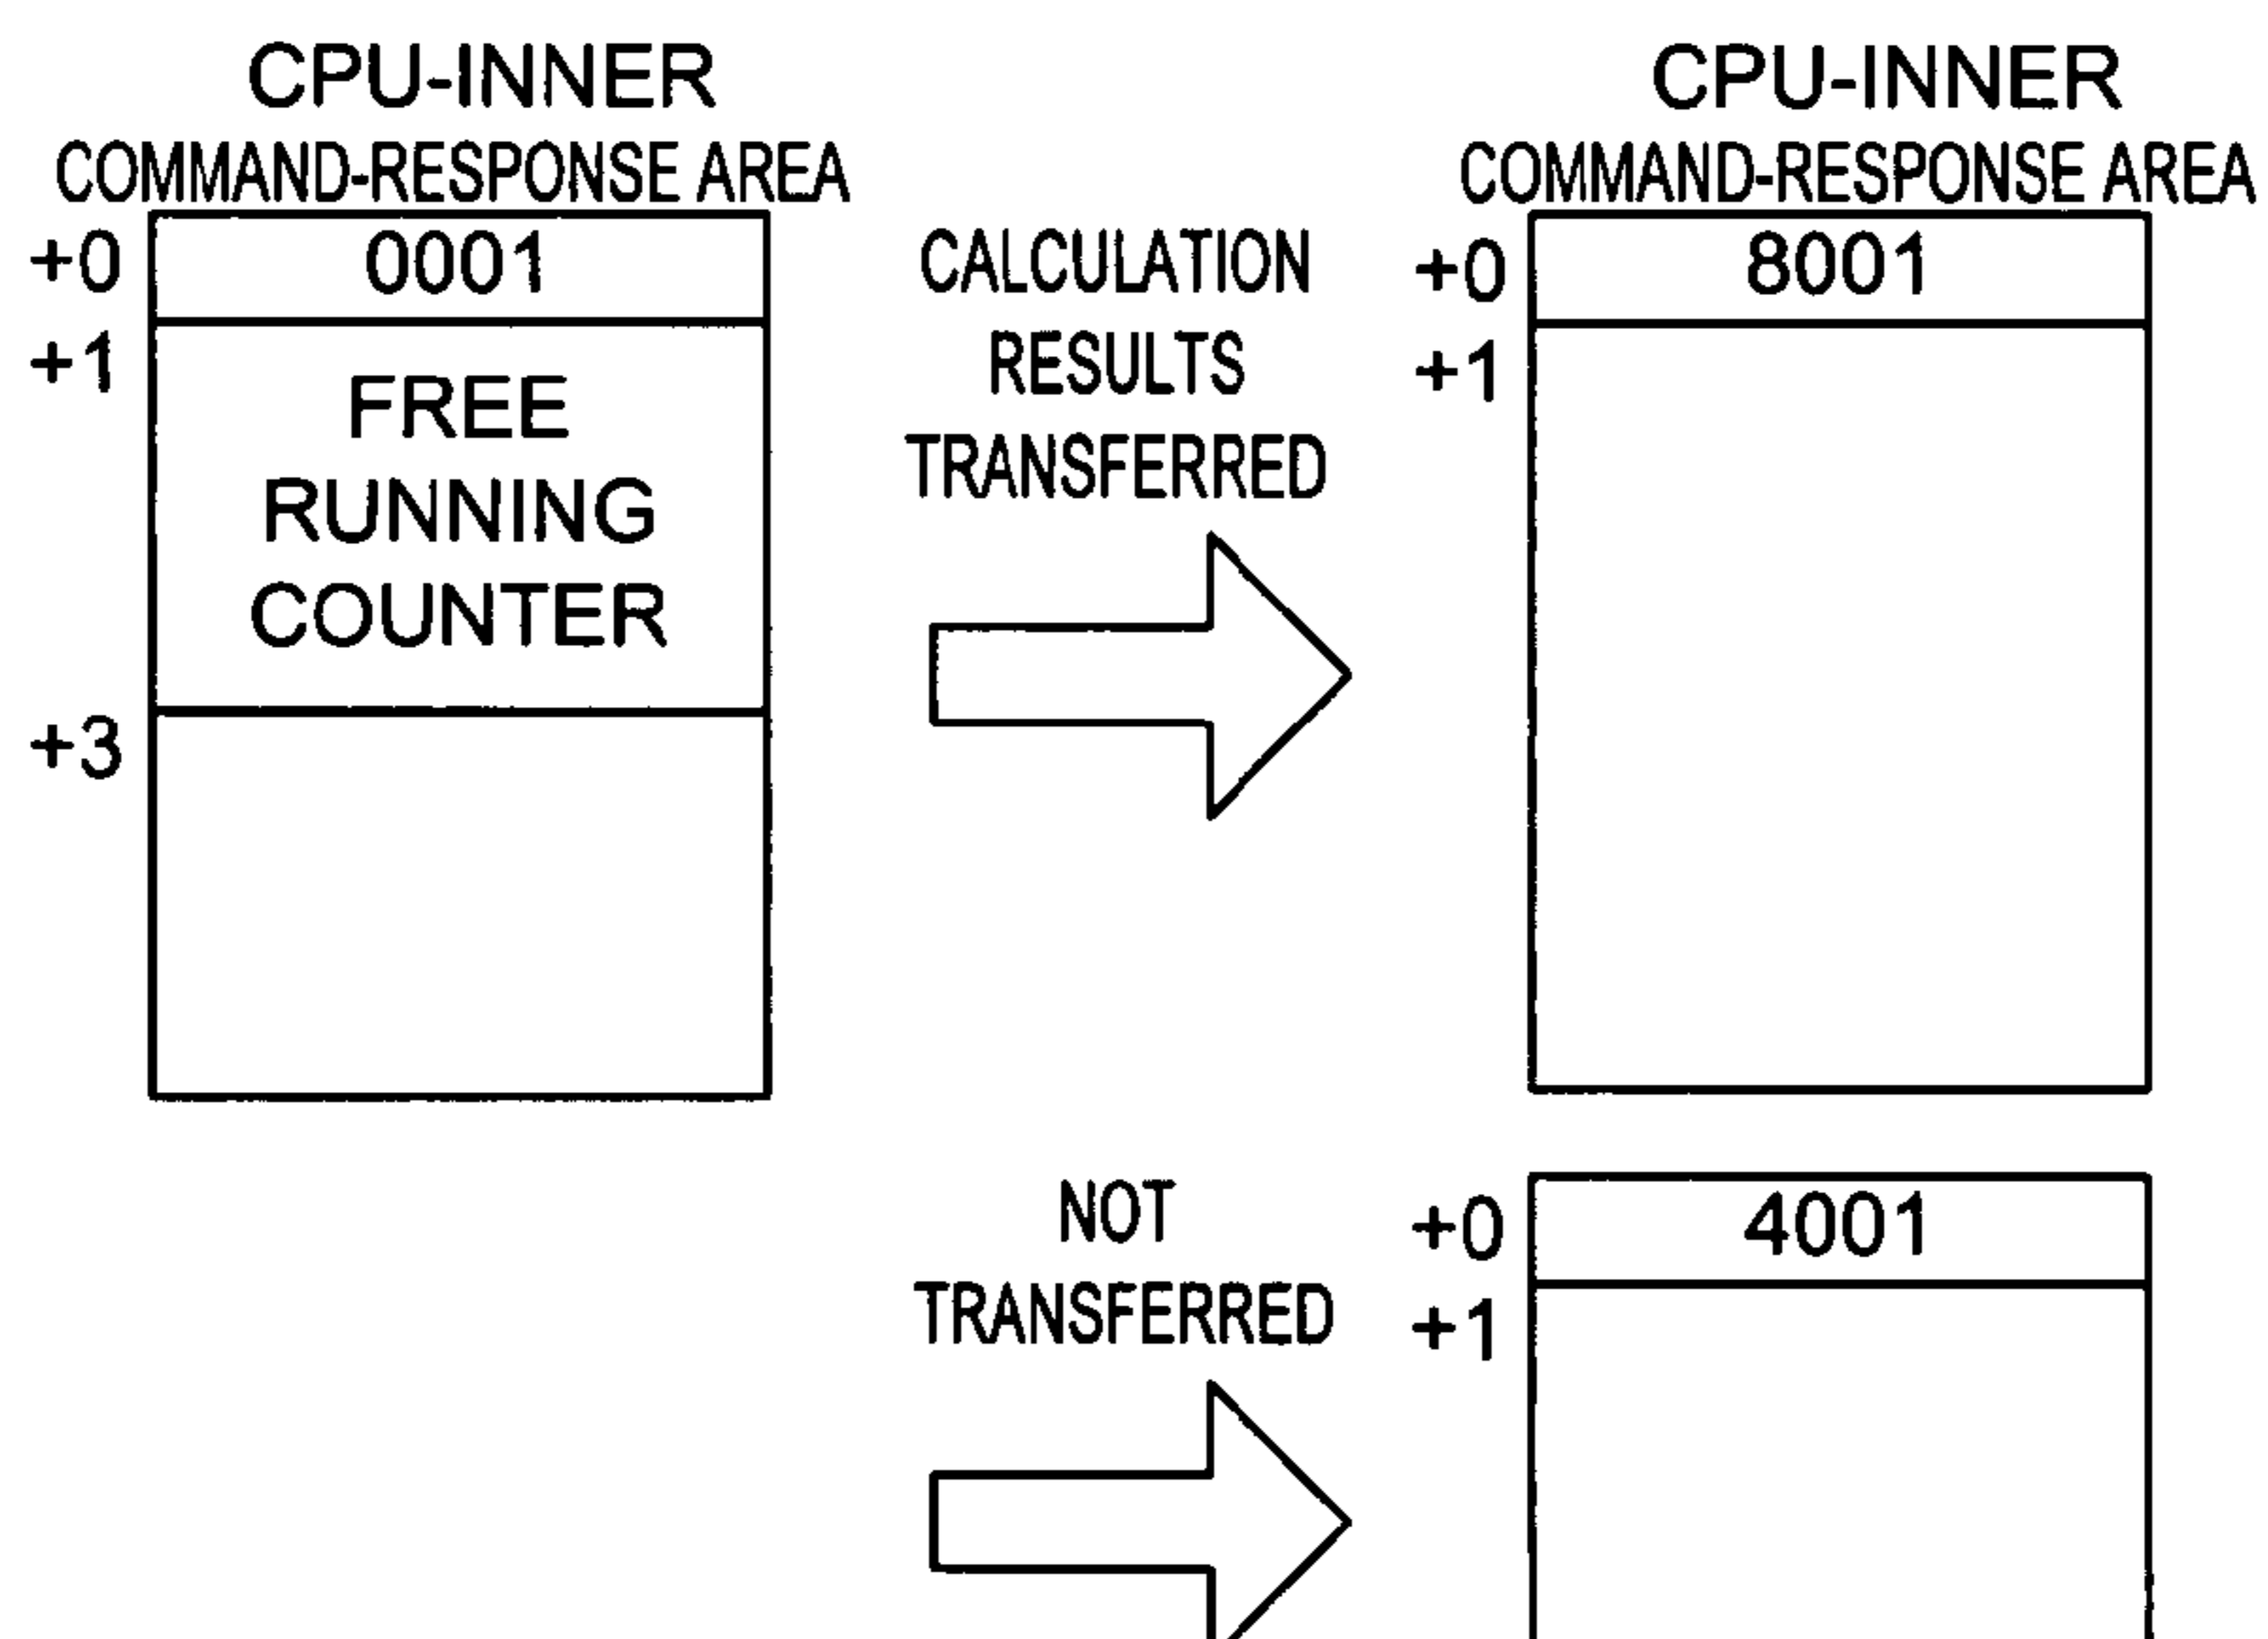 CPU-INNER
COMMAND-RESPONSE AREA
+0 0001
+1
FREE
RUNNING
COUNTER
+3
CALCULATION
RESULTS
TRANSFERRED
CPU-INNER
COMMAND-RESPONSE AREA
+0 8001
+1
NOT
TRANSFERRED
+0 4001
+1